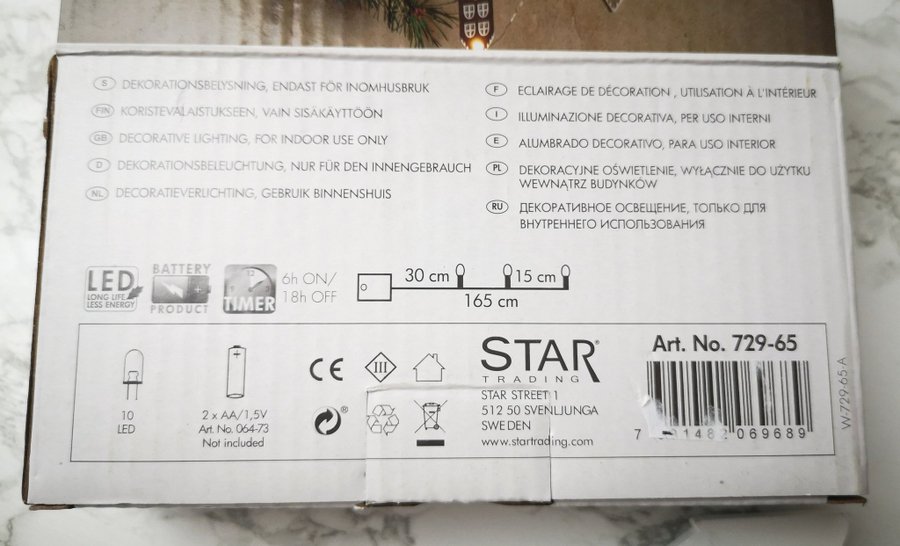 S DEKORATIONSBELYSNING, ENDAST FÖR INOMHUSBRUK
FIN KORISTEVALAISTUKSEEN, VAIN SISÄKÄYTTÖÖN
GB DECORATIVE LIGHTING, FOR INDOOR USE ONLY
D DEKORATIONSBELEUCHTUNG, NUR FÜR DEN INNENGEBRAUCH
NL DECORATIEVERLICHTING, GEBRUIK BINNENSHUIS
F ECLAIRAGE DE DÉCORATION , UTILISATION À L'INTÉRIEUR
I ILLUMINAZIONE DECORATIVA, PER USO INTERNI
E ALUMBRADO DECORATIVO, PARA USO INTERIOR
PL DEKORACYJNE OŚWIETLENIE, WYŁĄCZNIE DO UŻYTKU
WEWNĄTRZ BUDYNKÓW
RU ДЕКОРАТИВНОЕ ОСВЕЩЕНИЕ, ТОЛЬКО ДЛЯ
ВНУТРЕННЕГО ИСПОЛЬЗОВАНИЯ
LED
LONG LIFE
LESS ENERGY
BATTERY
PRODUCT
12
TIMER
6h ON/
18h OFF
30 cm
15 cm
165 cm
10
LED
2 x AA/1,5V
Art. No. 064-73
Not included
CE
III
STAR®
TRADING
STAR STREET 1
512 50 SVENLJUNGA
SWEDEN
www.startrading.com
Art. No. 729-65
7 1482 069689
W-729-65-A